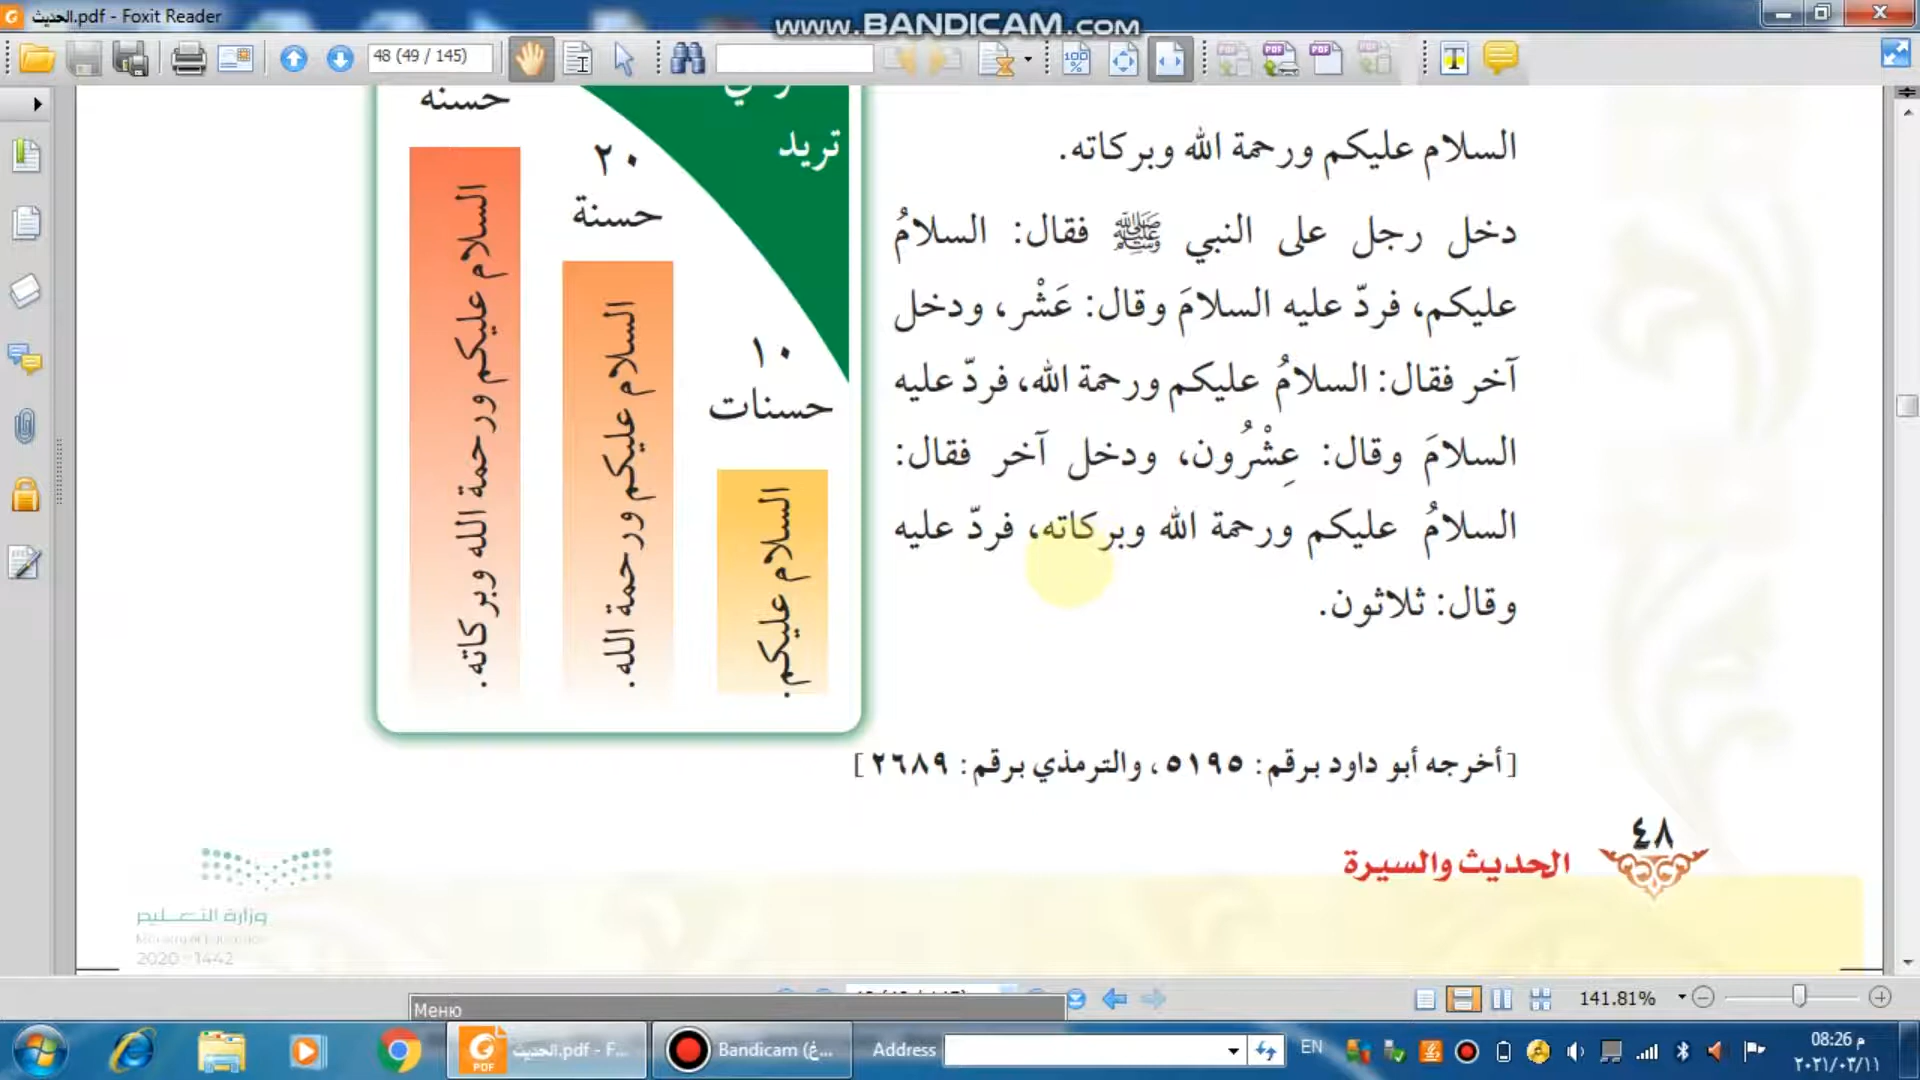 الحديث.pdf - Foxit Reader
www.BANDICAM.com
48 (49 / 145)
حسنة
تريد
٢٠
حسنة
١٠
حسنات
السلام عليكم ورحمة الله وبركاته.
السلام عليكم ورحمة الله.
السلام عليكم.
السلام عليكم ورحمة الله وبركاته.
دخل رجل على النبي ﷺ فقال: السلامُ
عليكم، فردّ عليه السلامَ وقال: عَشْر، ودخل
آخر فقال: السلامُ عليكم ورحمة الله، فردّ عليه
السلامَ وقال: عِشْرُون، ودخل آخر فقال:
السلامُ عليكم ورحمة الله وبركاته، فردّ عليه
وقال: ثلاثون.
[أخرجه أبو داود برقم: ٥١٩٥، والترمذي برقم: ٢٦٨٩]
٤٨
الحديث والسيرة
وزارة التعليم
Ministry of Education
2020 - 1442
141.81%
Меню
الحديث.pdf - F...
Bandicam (غ...
Address
EN
08:26 م
٢٠٢١/٠٣/١١